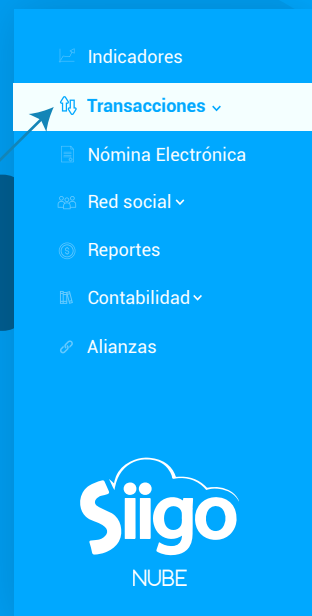 Indicadores
Transacciones
Nómina Electrónica
Red social
Reportes
Contabilidad
Alianzas
Siigo
NUBE